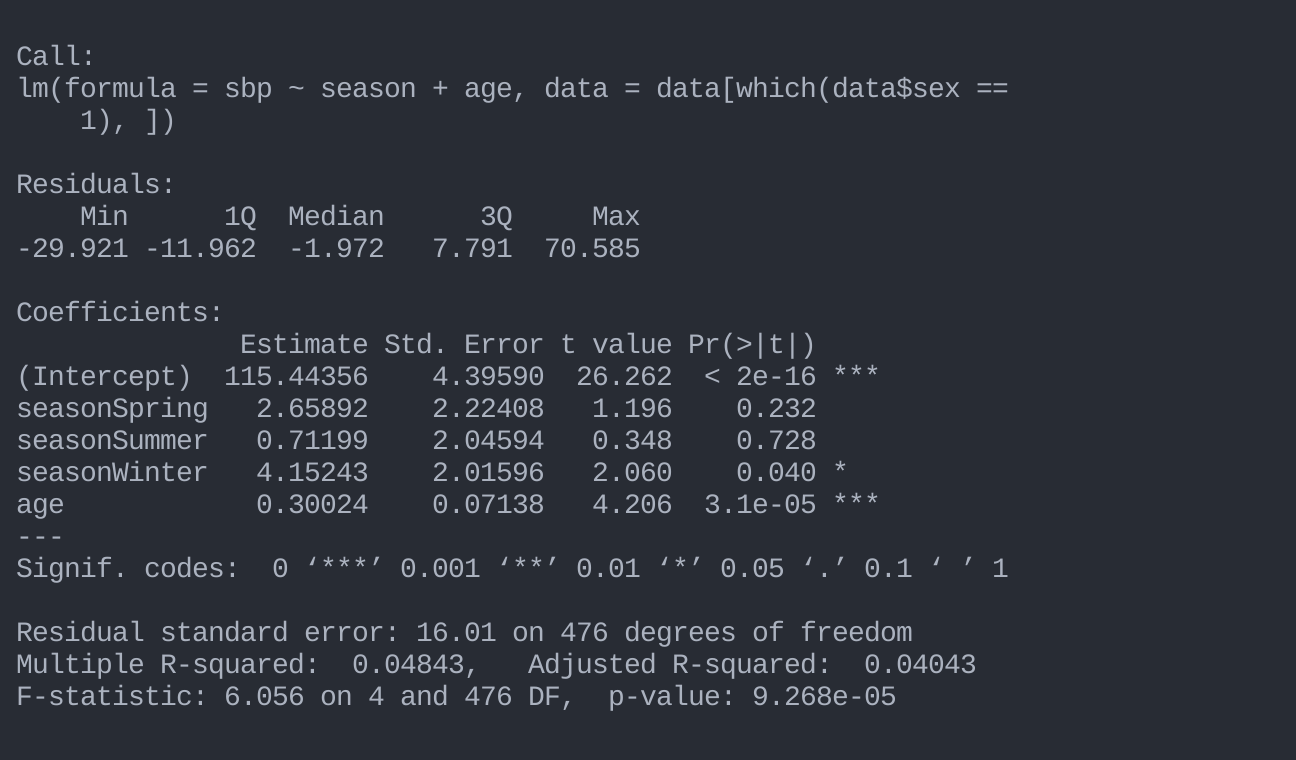 Call:
lm(formula = sbp ~ season + age, data = data[which(data$sex ==
    1), ])

Residuals:
    Min      1Q  Median      3Q     Max
-29.921 -11.962  -1.972   7.791  70.585

Coefficients:
              Estimate Std. Error t value Pr(>|t|)
(Intercept)  115.44356    4.39590  26.262  < 2e-16 ***
seasonSpring   2.65892    2.22408   1.196    0.232
seasonSummer   0.71199    2.04594   0.348    0.728
seasonWinter   4.15243    2.01596   2.060    0.040 *
age            0.30024    0.07138   4.206  3.1e-05 ***
---
Signif. codes:  0 ‘***’ 0.001 ‘**’ 0.01 ‘*’ 0.05 ‘.’ 0.1 ‘ ’ 1

Residual standard error: 16.01 on 476 degrees of freedom
Multiple R-squared:  0.04843,   Adjusted R-squared:  0.04043
F-statistic: 6.056 on 4 and 476 DF,  p-value: 9.268e-05